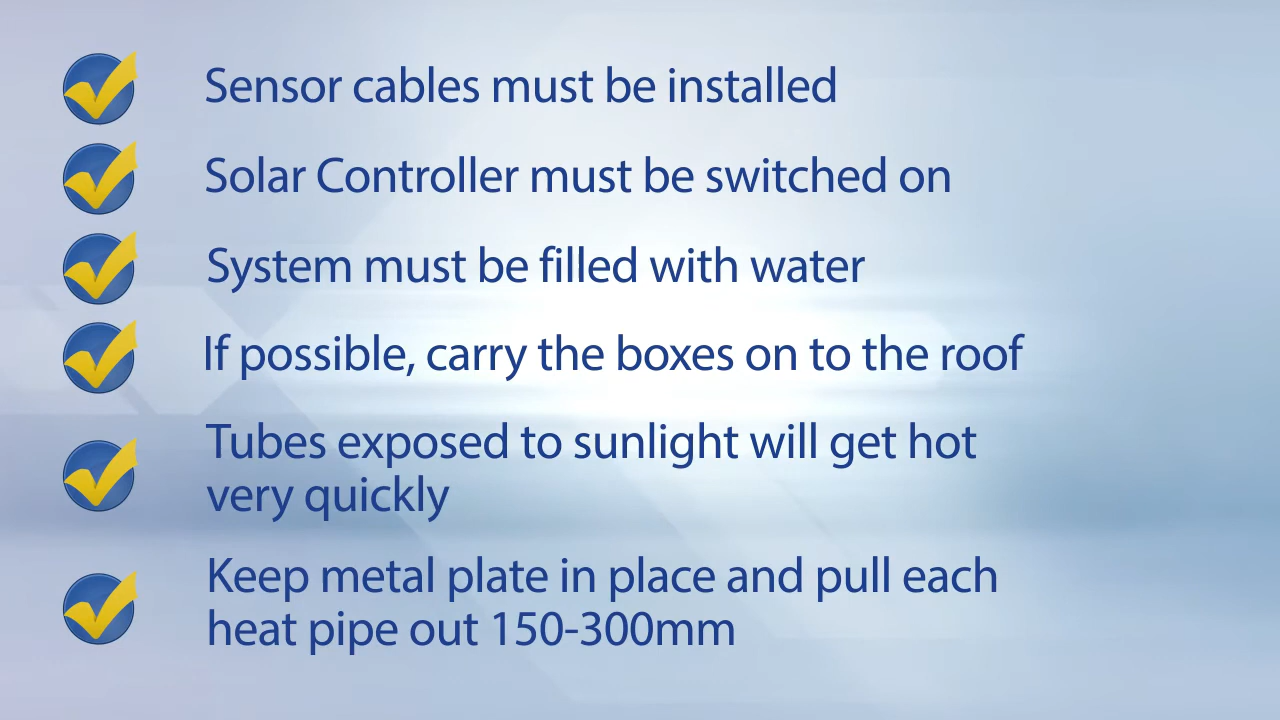 Sensor cables must be installed
Solar Controller must be switched on
System must be filled with water
If possible, carry the boxes on to the roof
Tubes exposed to sunlight will get hot
very quickly
Keep metal plate in place and pull each
heat pipe out 150-300mm